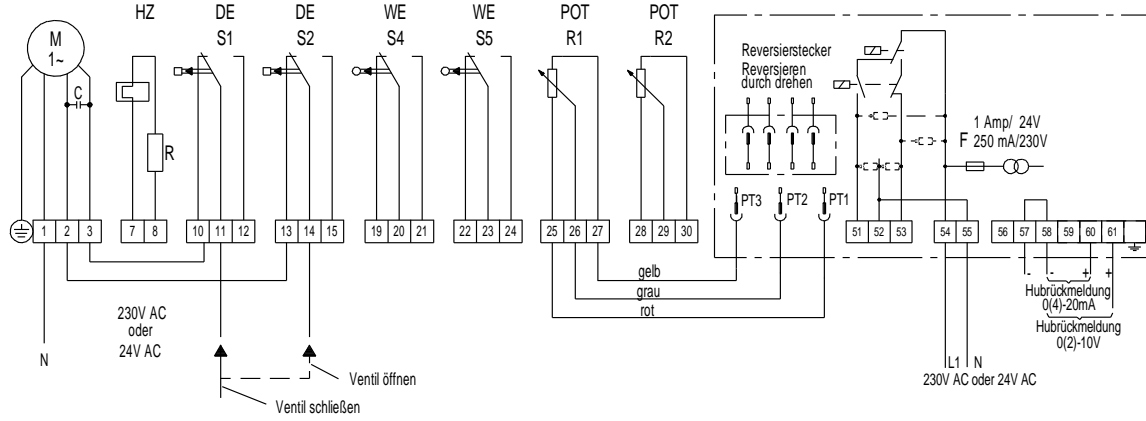 HZ DE DE WE WE POT POT
M S1 S2 S4 S5 R1 R2
1~
C
R
Reversierstecker
Reversieren
durch drehen
1 Amp/ 24V
F 250 mA/230V
PT3 PT2 PT1
1 2 3 7 8 10 11 12 13 14 15 19 20 21 22 23 24 25 26 27 28 29 30 51 52 53 54 55 56 57 58 59 60 61
gelb
grau
rot
- - + +
Hubrückmeldung
0(4)-20mA
Hubrückmeldung
0(2)-10V
230V AC
oder
24V AC
N
L1 N
230V AC oder 24V AC
Ventil öffnen
Ventil schließen